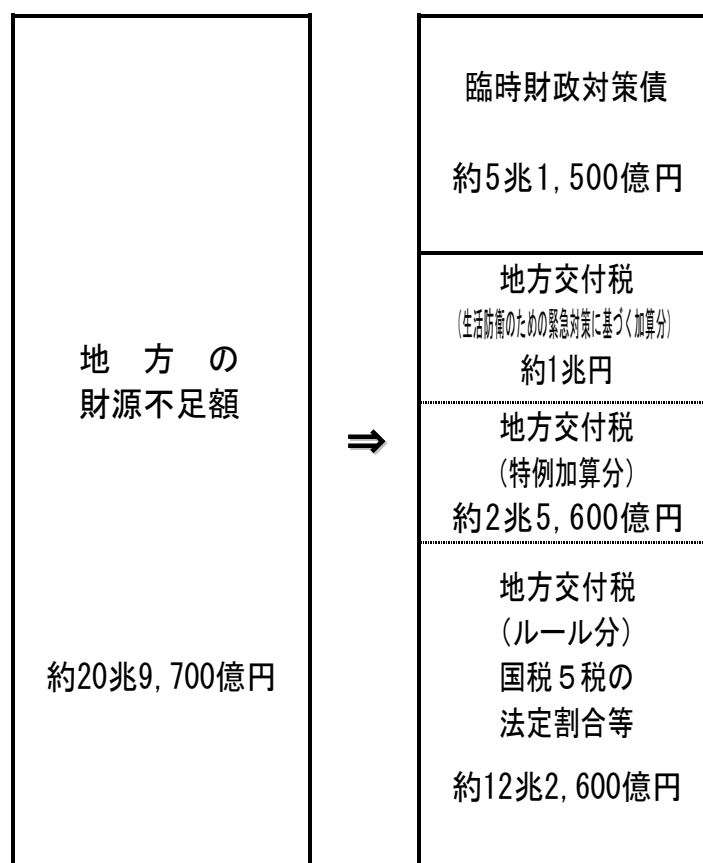 地 方 の
財源不足額
約20兆9,700億円
⇒
臨時財政対策債
約5兆1,500億円
地方交付税
(生活防衛のための緊急対策に基づく加算分)
約1兆円
地方交付税
(特例加算分)
約2兆5,600億円
地方交付税
(ルール分)
国税５税の
法定割合等
約12兆2,600億円